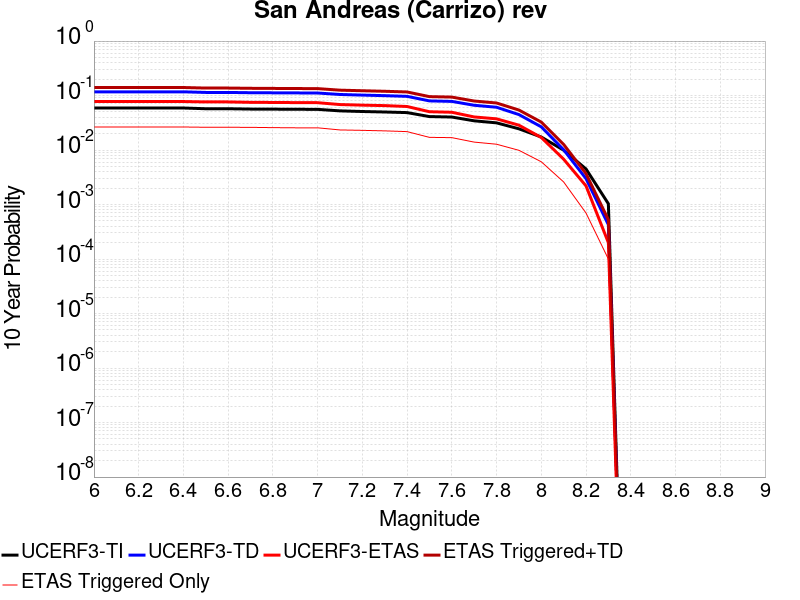 San Andreas (Carrizo) rev
10 Year Probability
10^0
10^-1
10^-2
10^-3
10^-4
10^-5
10^-6
10^-7
10^-8
6 6.2 6.4 6.6 6.8 7 7.2 7.4 7.6 7.8 8 8.2 8.4 8.6 8.8 9
Magnitude
UCERF3-TI UCERF3-TD UCERF3-ETAS ETAS Triggered+TD
ETAS Triggered Only